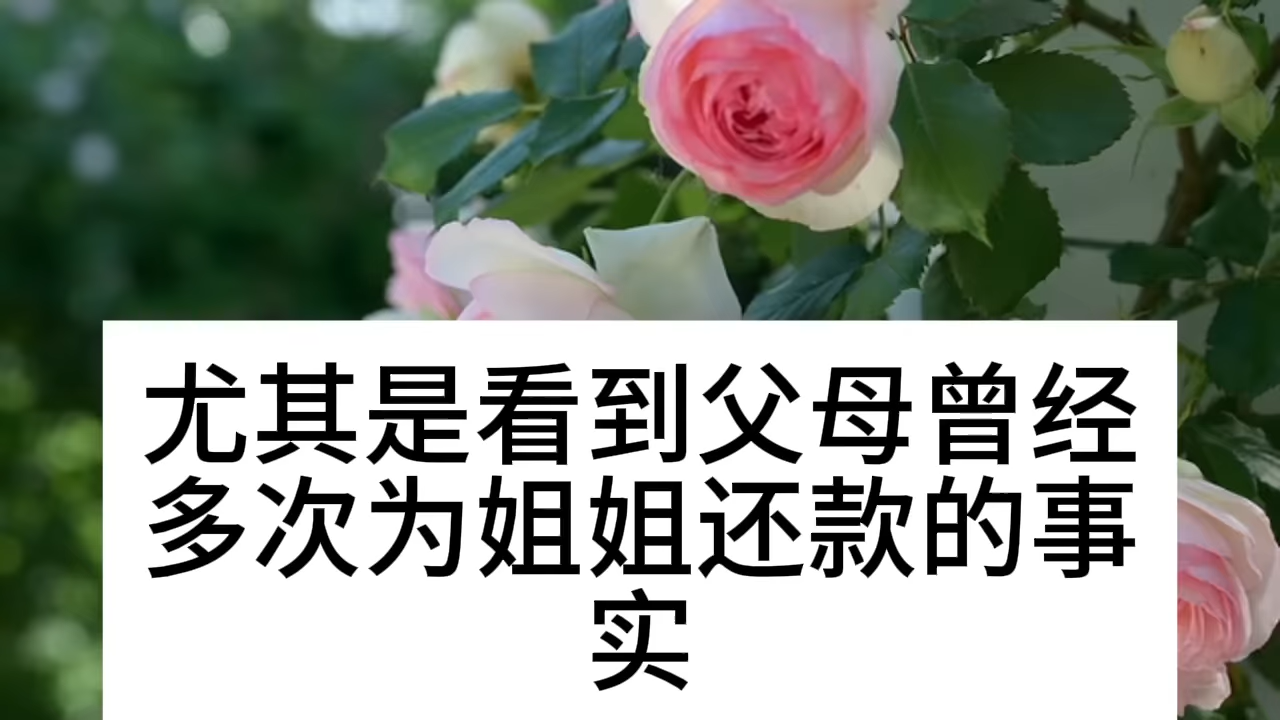 尤其是看到父母曾经
多次为姐姐还款的事
实